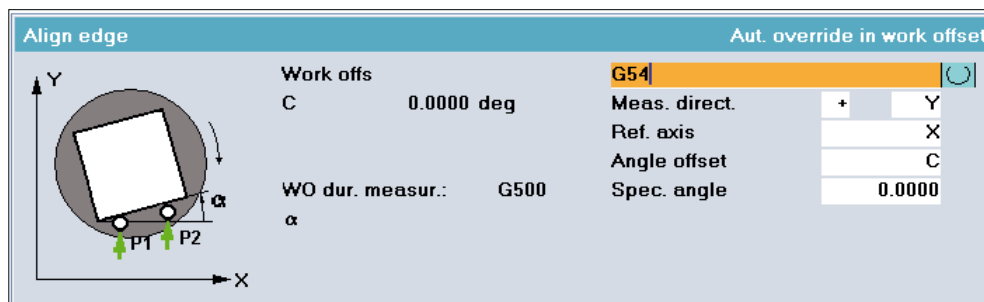 Align edge Aut. override in work offset
Y Work offs G54
C 0.0000 deg Meas. direct. + Y
Ref. axis X
Angle offset C
WO dur. measur.: G500 Spec. angle 0.0000
α α
P1 P2
X